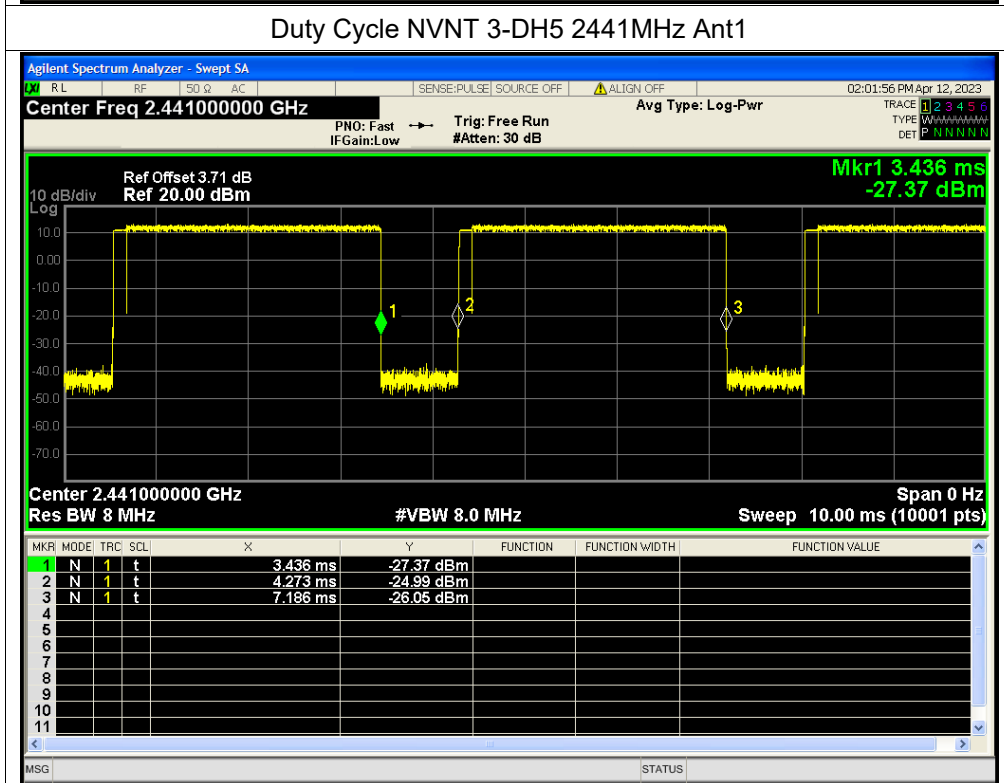 Duty Cycle NVNT 3-DH5 2441MHz Ant1
Agilent Spectrum Analyzer - Swept SA
LXI RL RF 50 Ω AC SENSE:PULSE SOURCE OFF ALIGN OFF 02:01:56 PM Apr 12, 2023
Center Freq 2.441000000 GHz
PNO: Fast
IFGain:Low
Trig: Free Run
#Atten: 30 dB
Avg Type: Log-Pwr
TRACE 1 2 3 4 5 6
TYPE WWWWWW
DET P N N N N N
Mkr1 3.436 ms
-27.37 dBm
10 dB/div
Log
Ref Offset 3.71 dB
Ref 20.00 dBm
10.0
0.00
-10.0
-20.0
-30.0
-40.0
-50.0
-60.0
-70.0
1
2
3
Center 2.441000000 GHz Span 0 Hz
Res BW 8 MHz #VBW 8.0 MHz Sweep 10.00 ms (10001 pts)
MKR MODE TRC SCL X Y FUNCTION FUNCTION WIDTH FUNCTION VALUE
1 N 1 t 3.436 ms -27.37 dBm
2 N 1 t 4.273 ms -24.99 dBm
3 N 1 t 7.186 ms -26.05 dBm
4
5
6
7
8
9
10
11
MSG STATUS